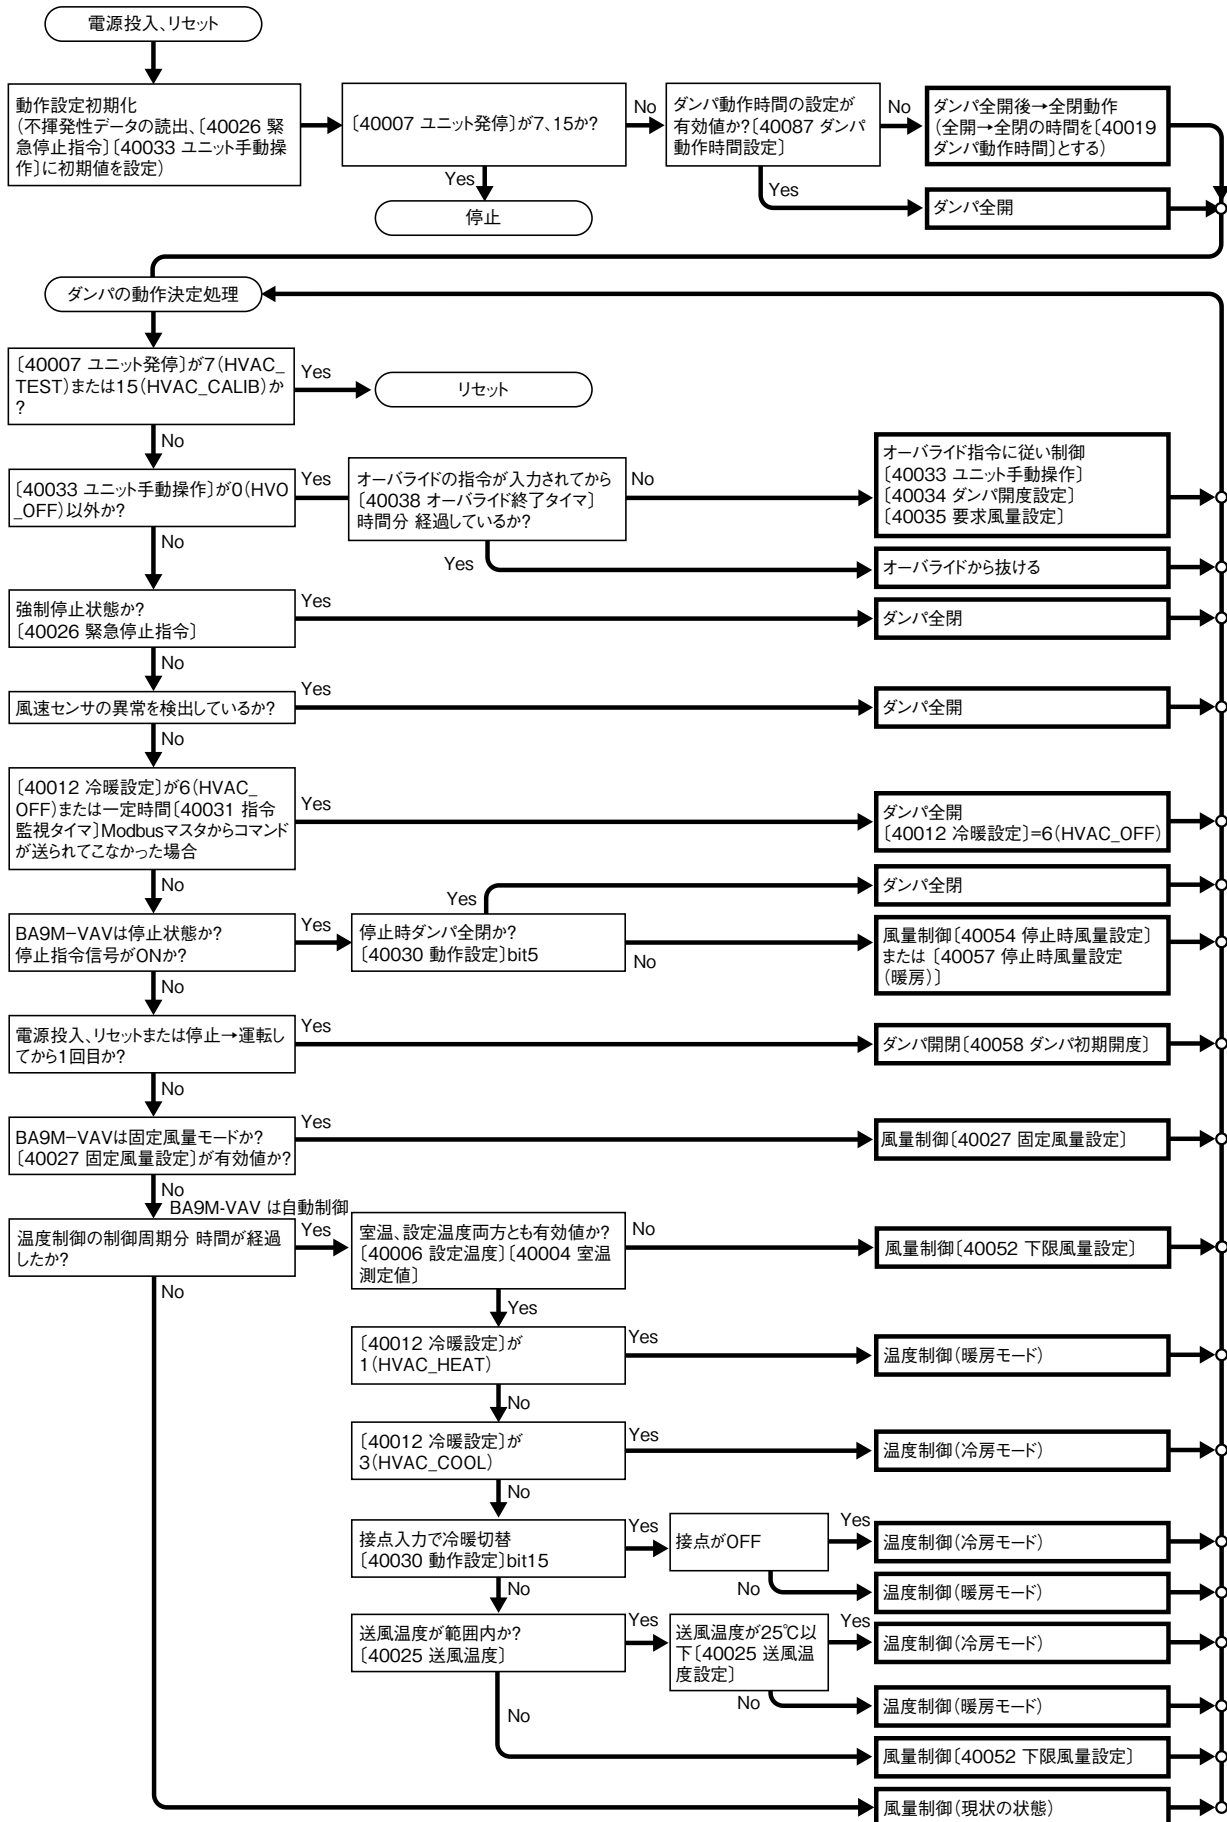 電源投入、リセット
動作設定初期化
(不揮発性データの読出、〔40026 緊
急停止指令〕〔40033 ユニット手動操
作〕に初期値を設定)
〔40007 ユニット発停〕が7、15か?
No
ダンパ動作時間の設定が
有効値か?〔40087 ダンパ
動作時間設定〕
No
ダンパ全開後→全閉動作
(全開→全閉の時間を〔40019
ダンパ動作時間〕とする)
Yes
停止
Yes
ダンパ全開
ダンパの動作決定処理
〔40007 ユニット発停〕が7(HVAC_
TEST)または15(HVAC_CALIB)か
?
Yes
リセット
No
〔40033 ユニット手動操作〕が0(HVO
_OFF)以外か?
Yes
オーバライドの指令が入力されてから
〔40038 オーバライド終了タイマ〕
時間分 経過しているか?
No
オーバライド指令に従い制御
〔40033 ユニット手動操作〕
〔40034 ダンパ開度設定〕
〔40035 要求風量設定〕
No
Yes
オーバライドから抜ける
強制停止状態か?
〔40026 緊急停止指令〕
Yes
ダンパ全閉
No
風速センサの異常を検出しているか?
Yes
ダンパ全開
No
〔40012 冷暖設定〕が6(HVAC_
OFF)または一定時間〔40031 指令
監視タイマ〕Modbusマスタからコマンド
が送られてこなかった場合
Yes
ダンパ全開
〔40012 冷暖設定〕=6(HVAC_OFF)
No
BA9M-VAVは停止状態か?
停止指令信号がONか?
Yes
停止時ダンパ全閉か?
〔40030 動作設定〕bit5
Yes
ダンパ全閉
No
風量制御〔40054 停止時風量設定〕
または 〔40057 停止時風量設定
(暖房)〕
No
電源投入、リセットまたは停止→運転し
てから1回目か?
Yes
ダンパ開閉〔40058 ダンパ初期開度〕
No
BA9M-VAVは固定風量モードか?
〔40027 固定風量設定〕が有効値か?
Yes
風量制御〔40027 固定風量設定〕
No
BA9M-VAV は自動制御
温度制御の制御周期分 時間が経過
したか?
Yes
室温、設定温度両方とも有効値か?
〔40006 設定温度〕〔40004 室温
測定値〕
No
風量制御〔40052 下限風量設定〕
No
Yes
〔40012 冷暖設定〕が
1(HVAC_HEAT)
Yes
温度制御(暖房モード)
No
〔40012 冷暖設定〕が
3(HVAC_COOL)
Yes
温度制御(冷房モード)
No
接点入力で冷暖切替
〔40030 動作設定〕bit15
Yes
接点がOFF
Yes
温度制御(冷房モード)
No
温度制御(暖房モード)
No
送風温度が範囲内か?
〔40025 送風温度〕
Yes
送風温度が25℃以
下〔40025 送風温
度設定〕
Yes
温度制御(冷房モード)
No
温度制御(暖房モード)
No
風量制御〔40052 下限風量設定〕
風量制御(現状の状態)